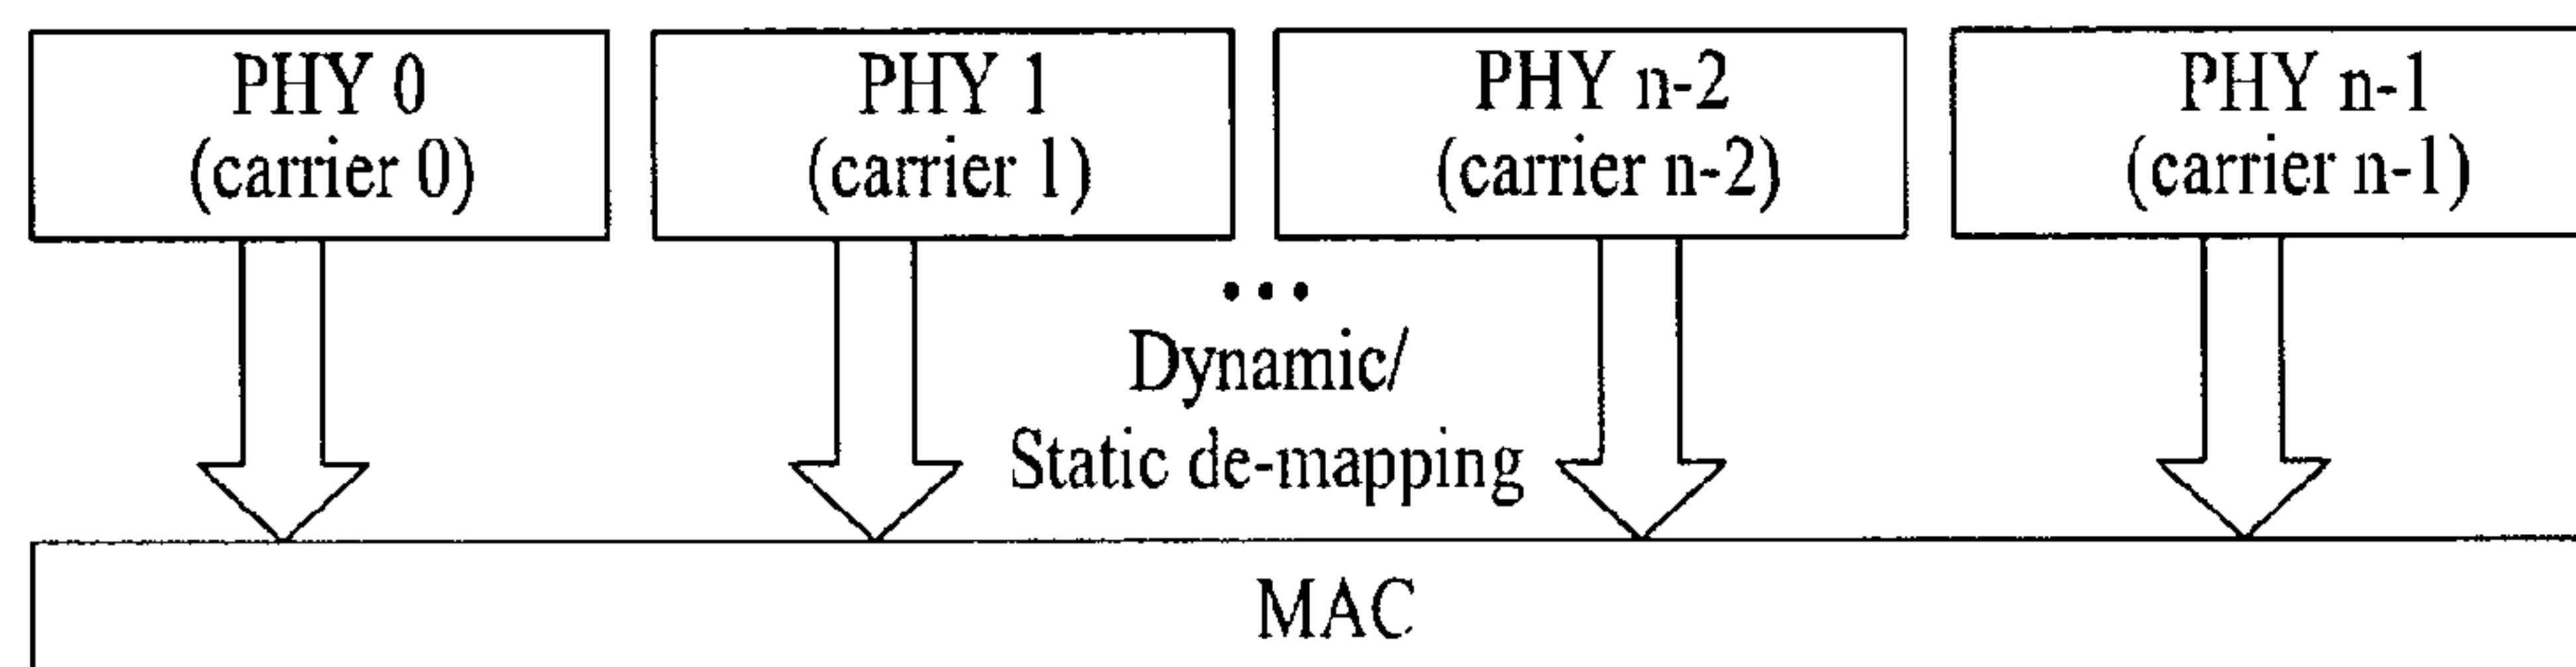 PHY 0
(carrier 0)
PHY 1
(carrier 1)
PHY n-2
(carrier n-2)
PHY n-1
(carrier n-1)
•••
Dynamic/
Static de-mapping
MAC